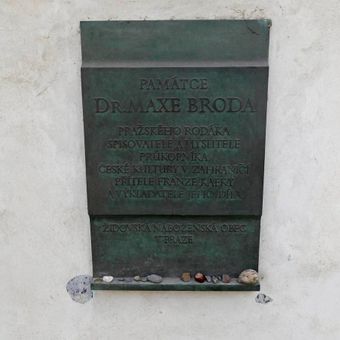 PAMÁTCE
DR. MAXE BRODA
PRAŽSKÉHO RODÁKA
SPISOVATELE A MYSLITELE
PRŮKOPNÍKA
ČESKÉ KULTURY V ZAHRANIČÍ
PŘÍTELE FRANZE KAFKY
A VYKLADATELE JEHO DÍLA
ŽIDOVSKÁ NÁBOŽENSKÁ OBEC
V PRAZE